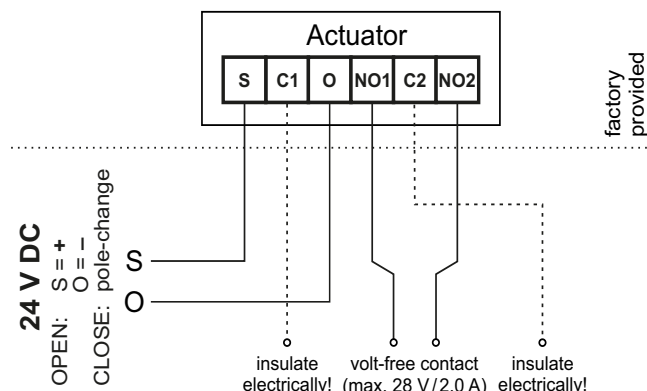 Actuator
S C1 O NO1 C2 NO2
factory
provided
24 V DC
OPEN: S = +
O = –
CLOSE: pole-change
S
O
insulate
electrically!
volt-free contact
(max. 28 V/2.0 A)
insulate
electrically!